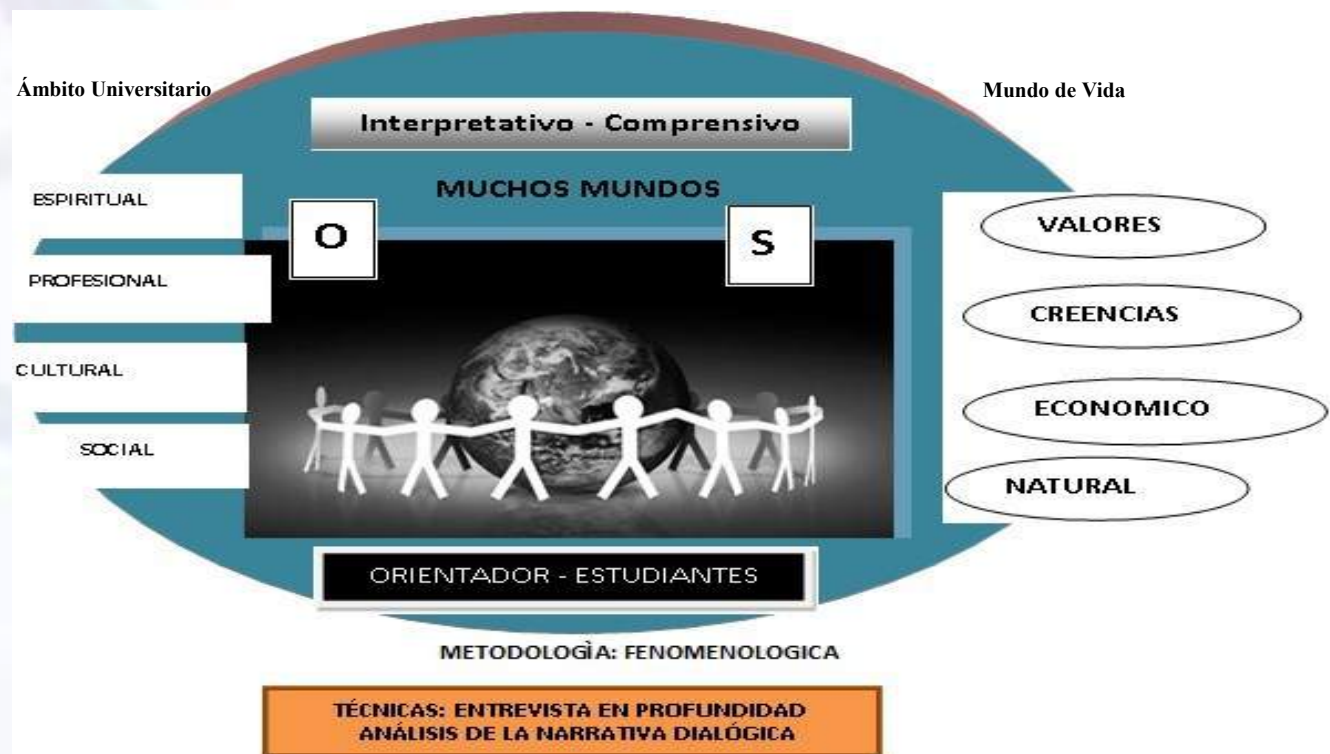 Ámbito Universitario
Mundo de Vida
Interpretativo - Comprensivo
MUCHOS MUNDOS
O
S
ESPIRITUAL
PROFESIONAL
CULTURAL
SOCIAL
VALORES
CREENCIAS
ECONOMICO
NATURAL
ORIENTADOR - ESTUDIANTES
METODOLOGÌA: FENOMENOLOGICA
TÉCNICAS: ENTREVISTA EN PROFUNDIDAD
ANÁLISIS DE LA NARRATIVA DIALÓGICA